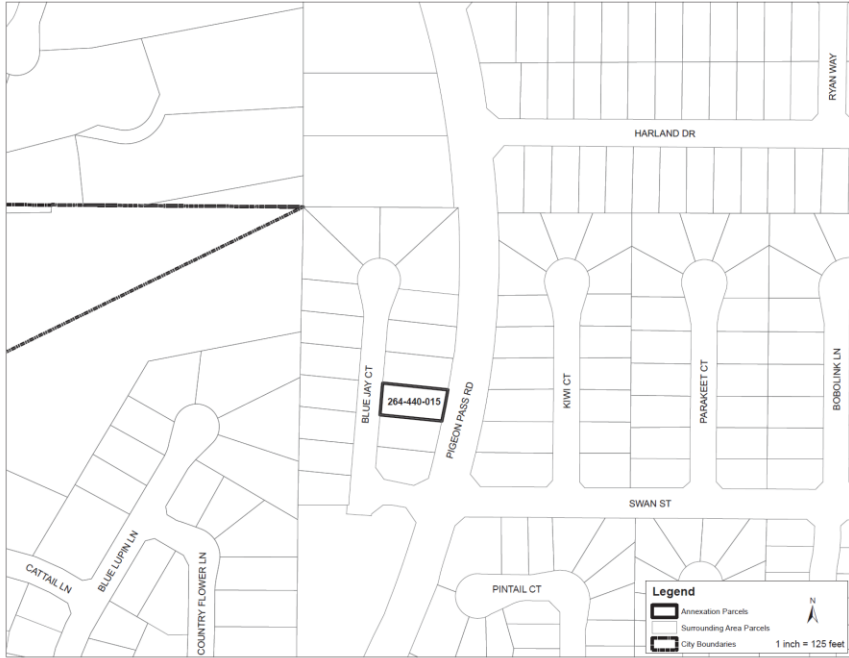 RYAN WAY
HARLAND DR
BLUE JAY CT
264-440-015
PIGEON PASS RD
KIWI CT
PARAKEET CT
BOBOLINK LN
SWAN ST
CATTAIL LN
BLUE LUPIN LN
COUNTRY FLOWER LN
PINTAIL CT
Legend
Annexation Parcels
Surrounding Area Parcels
City Boundaries
N
1 inch = 125 feet